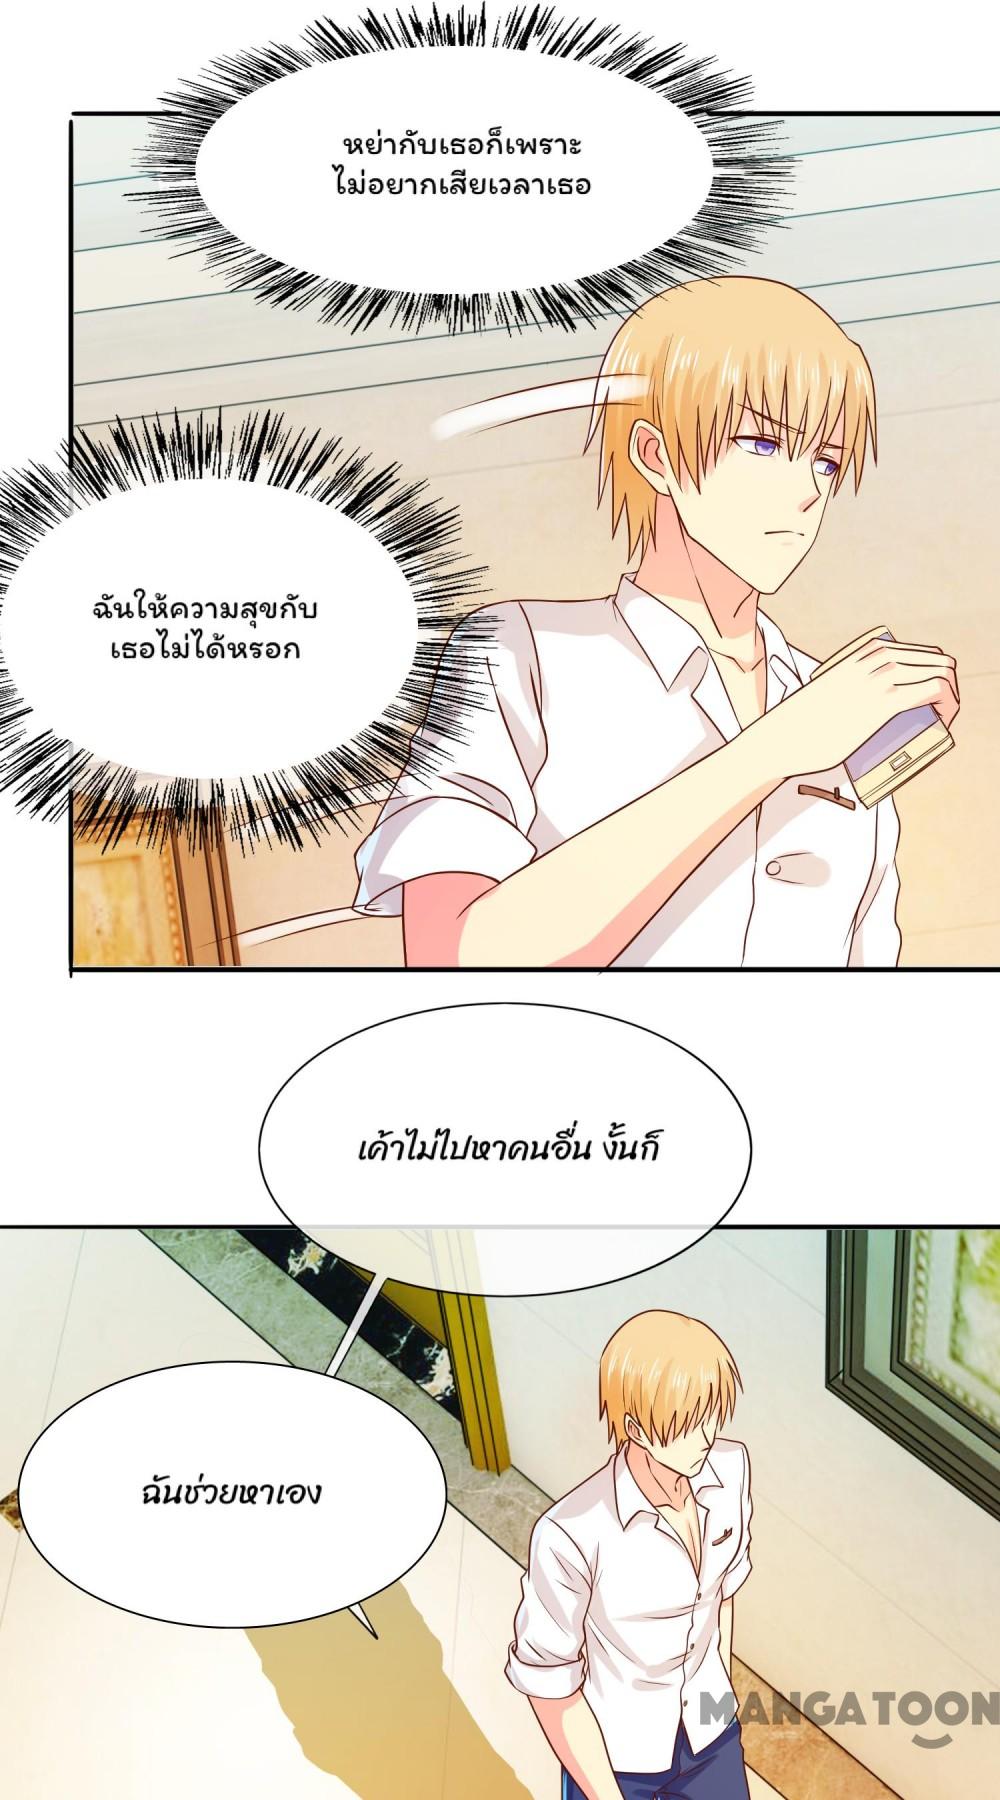 หย่ากับเธอก็เพราะ
ไม่อยากเสียเวลาเธอ
ฉันให้ความสุขกับ
เธอไม่ได้หรอก
เค้าไม่ไปหาคนอื่น งั้นก็
ฉันช่วยหาเอง
MANGATOON